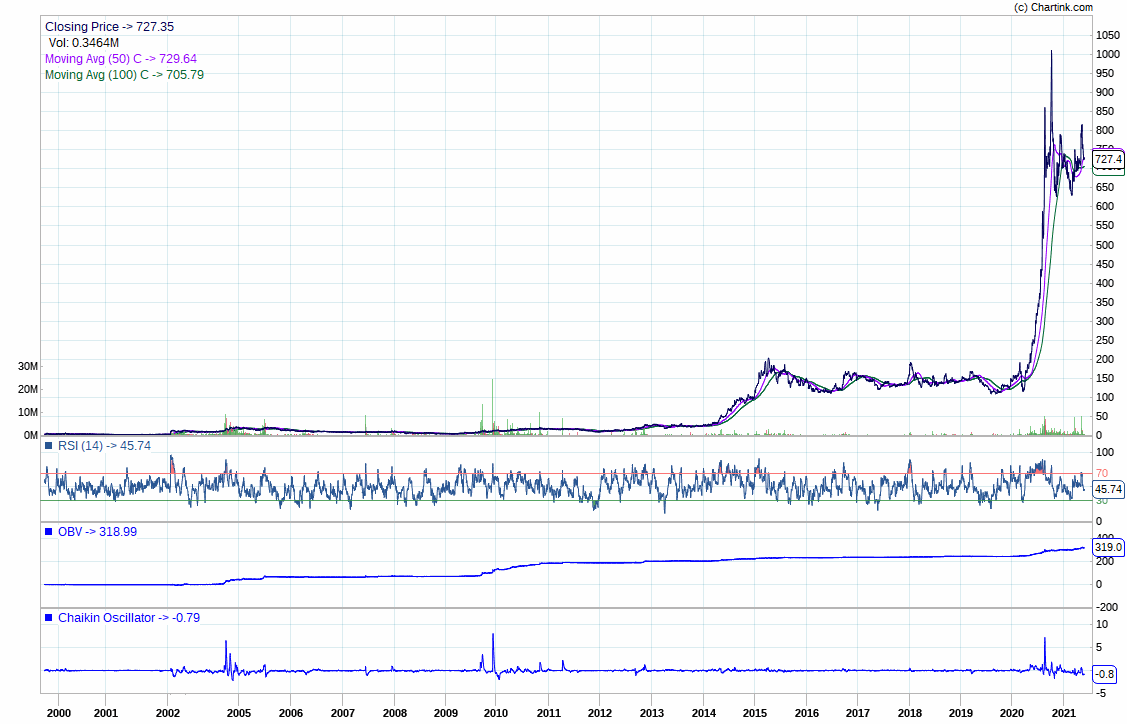 (c) Chartink.com
Closing Price -> 727.35
Vol: 0.3464M
Moving Avg (50) C -> 729.64
Moving Avg (100) C -> 705.79
1050
1000
950
900
850
800
750
727.4
650
600
550
500
450
400
350
300
250
200
150
100
50
0
30M
20M
10M
0M
RSI (14) -> 45.74
100
70
45.74
30
0
OBV -> 318.99
400
319.0
200
0
-200
Chaikin Oscillator -> -0.79
10
5
-0.8
-5
2000 2001 2002 2005 2006 2007 2008 2009 2010 2011 2012 2013 2014 2015 2016 2017 2018 2019 2020 2021